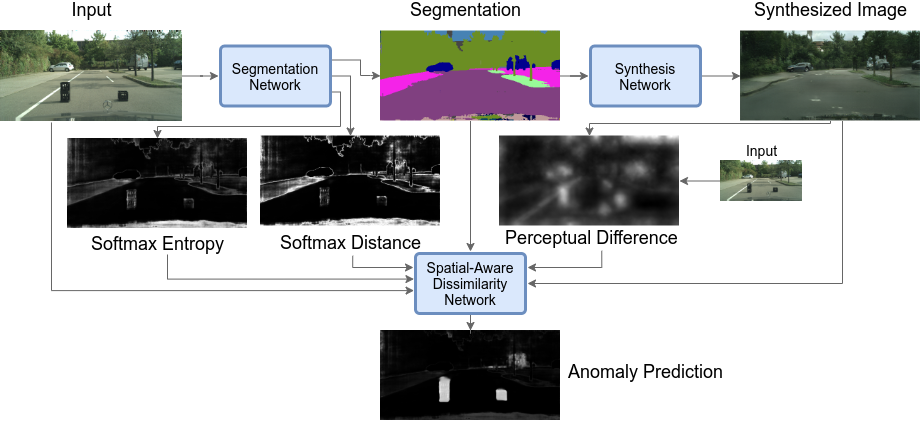 Input
Segmentation
Synthesized Image
Segmentation
Network
Synthesis
Network
Input
Softmax Entropy
Softmax Distance
Perceptual Difference
Spatial-Aware
Dissimilarity
Network
Anomaly Prediction